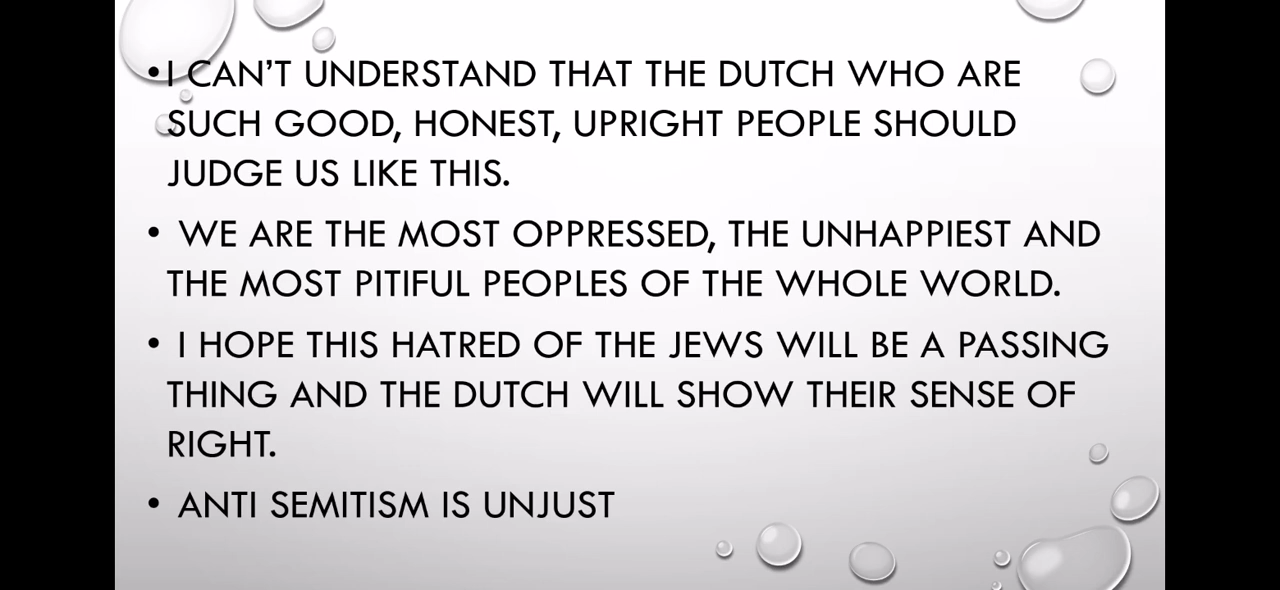 • I CAN'T UNDERSTAND THAT THE DUTCH WHO ARE
SUCH GOOD, HONEST, UPRIGHT PEOPLE SHOULD
JUDGE US LIKE THIS.
• WE ARE THE MOST OPPRESSED, THE UNHAPPIEST AND
THE MOST PITIFUL PEOPLES OF THE WHOLE WORLD.
• I HOPE THIS HATRED OF THE JEWS WILL BE A PASSING
THING AND THE DUTCH WILL SHOW THEIR SENSE OF
RIGHT.
• ANTI SEMITISM IS UNJUST